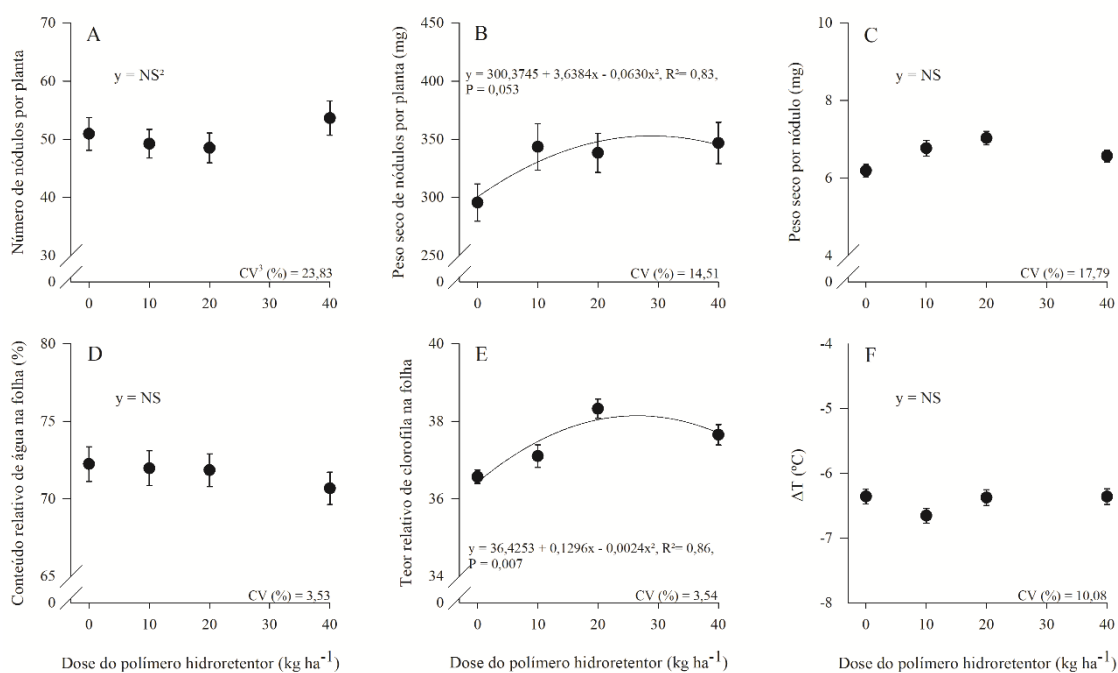 A
Número de nódulos por planta
70
60
50
40
30
0
y = NS²
CV³ (%) = 23,83
0 10 20 30 40
B
Peso seco de nódulos por planta (mg)
450
400
350
300
250
0
y = 300,3745 + 3,6384x - 0,0630x², R²= 0,83,
P = 0,053
CV (%) = 14,51
0 10 20 30 40
C
Peso seco por nódulo (mg)
10
8
6
4
0
y = NS
CV (%) = 17,79
0 10 20 30 40
D
Conteúdo relativo de água na folha (%)
80
75
70
65
0
y = NS
CV (%) = 3,53
0 10 20 30 40
Dose do polímero hidroretentor (kg ha⁻¹)
E
Teor relativo de clorofila na folha
40
38
36
34
0
y = 36,4253 + 0,1296x - 0,0024x², R²= 0,86,
P = 0,007
CV (%) = 3,54
0 10 20 30 40
Dose do polímero hidroretentor (kg ha⁻¹)
F
ΔT (ºC)
-4
-5
-6
-7
-8
y = NS
CV (%) = 10,08
0 10 20 30 40
Dose do polímero hidroretentor (kg ha⁻¹)